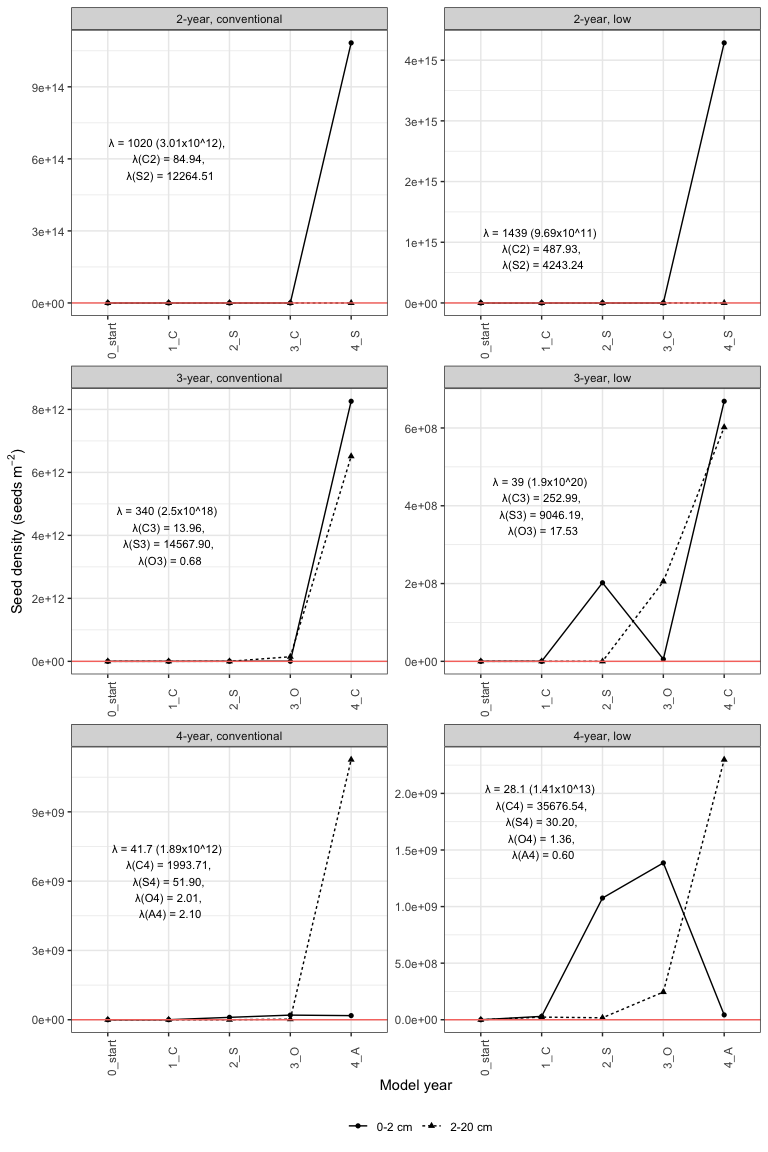 2-year, conventional
2-year, low
9e+14
6e+14
3e+14
0e+00
λ = 1020 (3.01x10^12),
λ(C2) = 84.94,
λ(S2) = 12264.51
0_start
1_C
2_S
3_C
4_S
4e+15
3e+15
2e+15
1e+15
0e+00
λ = 1439 (9.69x10^11)
λ(C2) = 487.93,
λ(S2) = 4243.24
0_start
1_C
2_S
3_C
4_S
3-year, conventional
3-year, low
8e+12
6e+12
4e+12
2e+12
0e+00
λ = 340 (2.5x10^18)
λ(C3) = 13.96,
λ(S3) = 14567.90,
λ(O3) = 0.68
0_start
1_C
2_S
3_O
4_C
6e+08
4e+08
2e+08
0e+00
λ = 39 (1.9x10^20)
λ(C3) = 252.99,
λ(S3) = 9046.19,
λ(O3) = 17.53
0_start
1_C
2_S
3_O
4_C
4-year, conventional
4-year, low
9e+09
6e+09
3e+09
0e+00
λ = 41.7 (1.89x10^12)
λ(C4) = 1993.71,
λ(S4) = 51.90,
λ(O4) = 2.01,
λ(A4) = 2.10
0_start
1_C
2_S
3_O
4_A
2.0e+09
1.5e+09
1.0e+09
5.0e+08
0.0e+00
λ = 28.1 (1.41x10^13)
λ(C4) = 35676.54,
λ(S4) = 30.20,
λ(O4) = 1.36,
λ(A4) = 0.60
0_start
1_C
2_S
3_O
4_A
Seed density (seeds m⁻²)
Model year
0-2 cm
2-20 cm